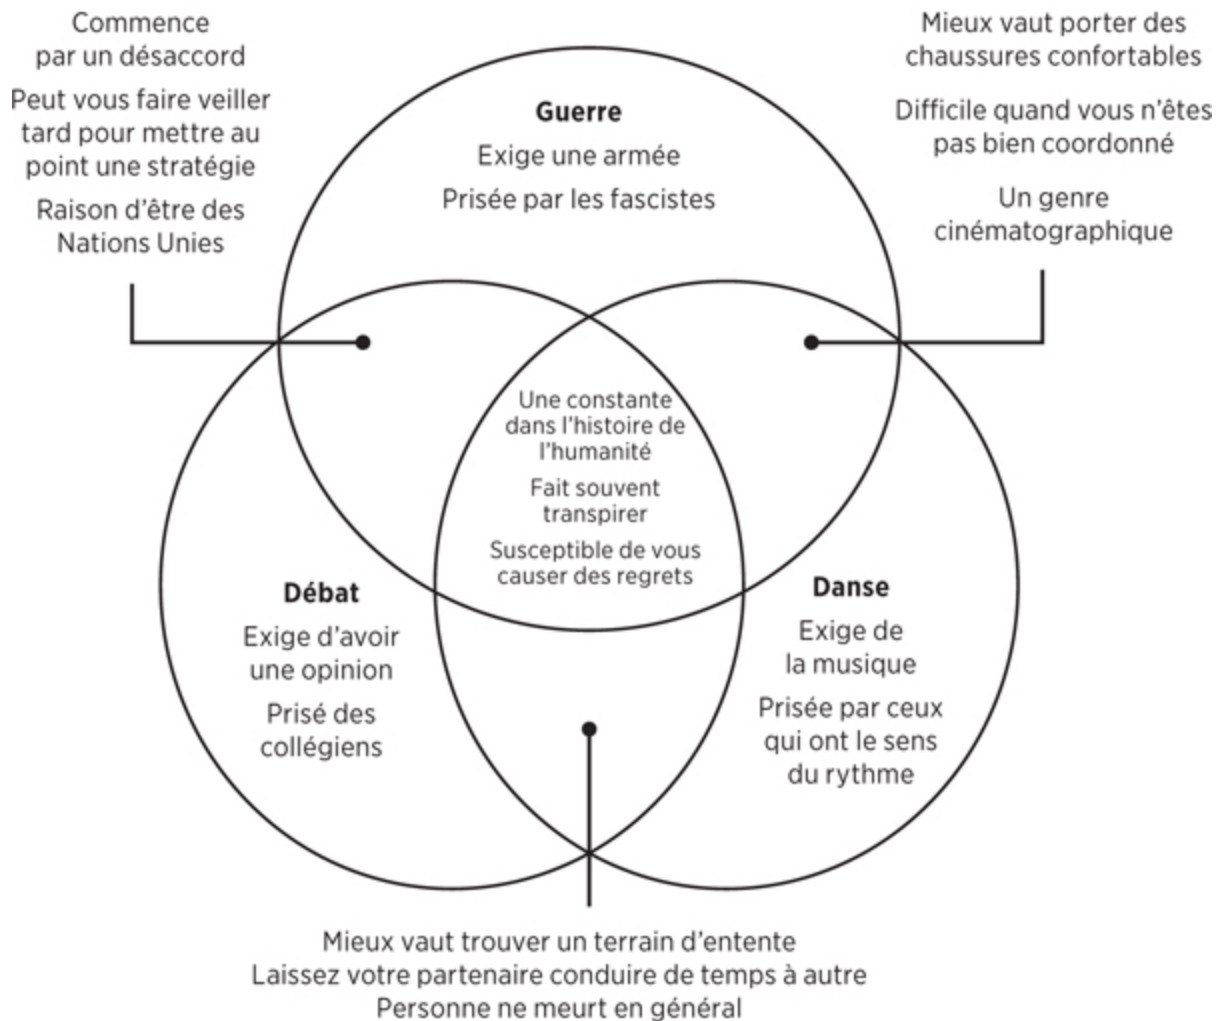 Commence
par un désaccord
Peut vous faire veiller
tard pour mettre au
point une stratégie
Raison d'être des
Nations Unies
Mieux vaut porter des
chaussures confortables
Difficile quand vous n'êtes
pas bien coordonné
Un genre
cinématographique
Guerre
Exige une armée
Prisée par les fascistes
Une constante
dans l'histoire de
l'humanité
Fait souvent
transpirer
Susceptible de vous
causer des regrets
Débat
Exige d'avoir
une opinion
Prisé des
collégiens
Danse
Exige de
la musique
Prisée par ceux
qui ont le sens
du rythme
Mieux vaut trouver un terrain d'entente
Laissez votre partenaire conduire de temps à autre
Personne ne meurt en général